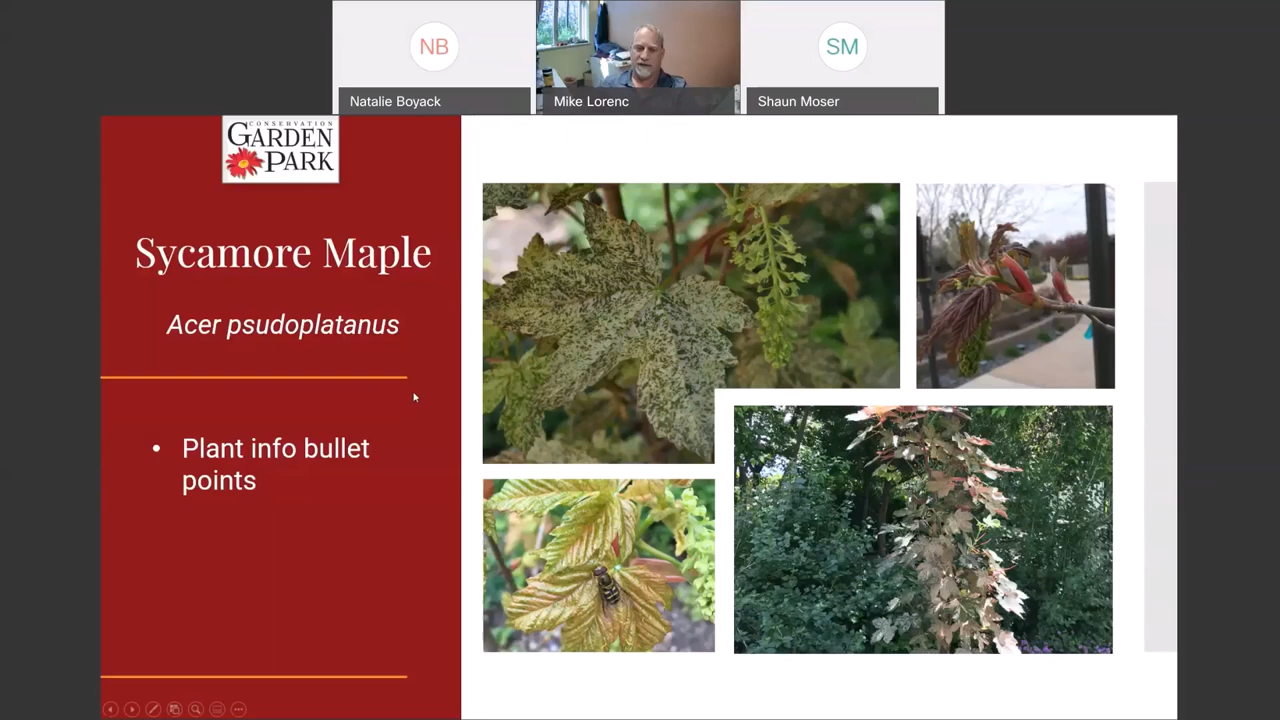 NB
SM
Natalie Boyack
Mike Lorenc
Shaun Moser
CONSERVATION
GARDEN
PARK
Sycamore Maple
Acer psudoplatanus
• Plant info bullet
points